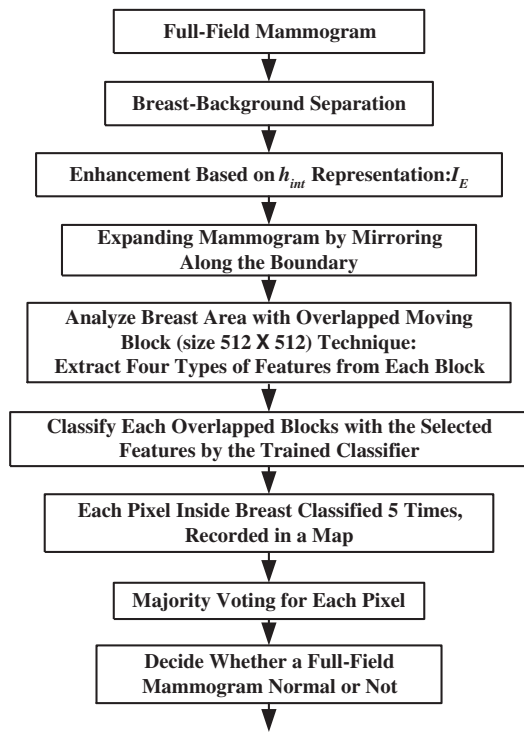 Full-Field Mammogram
Breast-Background Separation
Enhancement Based on h_int Representation:I_E
Expanding Mammogram by Mirroring
Along the Boundary
Analyze Breast Area with Overlapped Moving
Block (size 512 X 512) Technique:
Extract Four Types of Features from Each Block
Classify Each Overlapped Blocks with the Selected
Features by the Trained Classifier
Each Pixel Inside Breast Classified 5 Times,
Recorded in a Map
Majority Voting for Each Pixel
Decide Whether a Full-Field
Mammogram Normal or Not